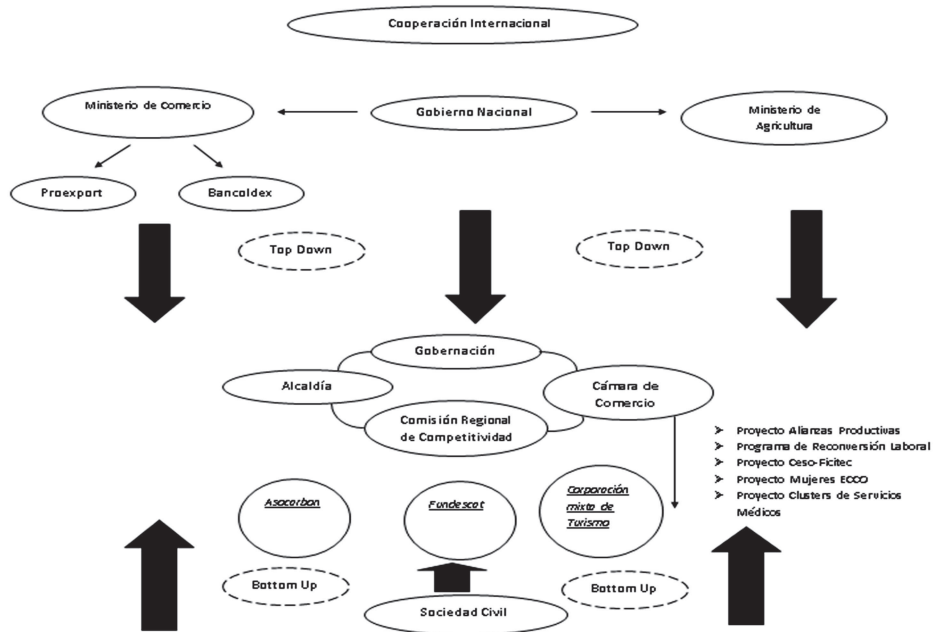 Cooperación Internacional
Ministerio de Comercio
Gobierno Nacional
Ministerio de
Agricultura
Proexport
Bancoldex
Top Down
Top Down
Gobernación
Alcaldía
Cámara de
Comercio
Comisión Regional
de Competitividad
Proyecto Alianzas Productivas
Programa de Reconversión Laboral
Proyecto Ceso-Ficitec
Proyecto Mujeres ECCO
Proyecto Clusters de Servicios
Médicos
Asocorban
Fundescot
Corporación
mixta de
Turismo
Bottom Up
Bottom Up
Sociedad Civil